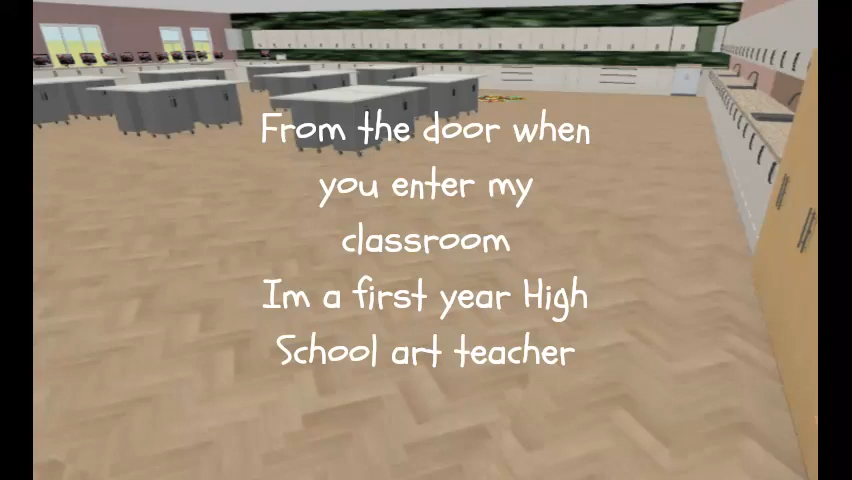 From the door when
you enter my
classroom
Im a first year High
School art teacher